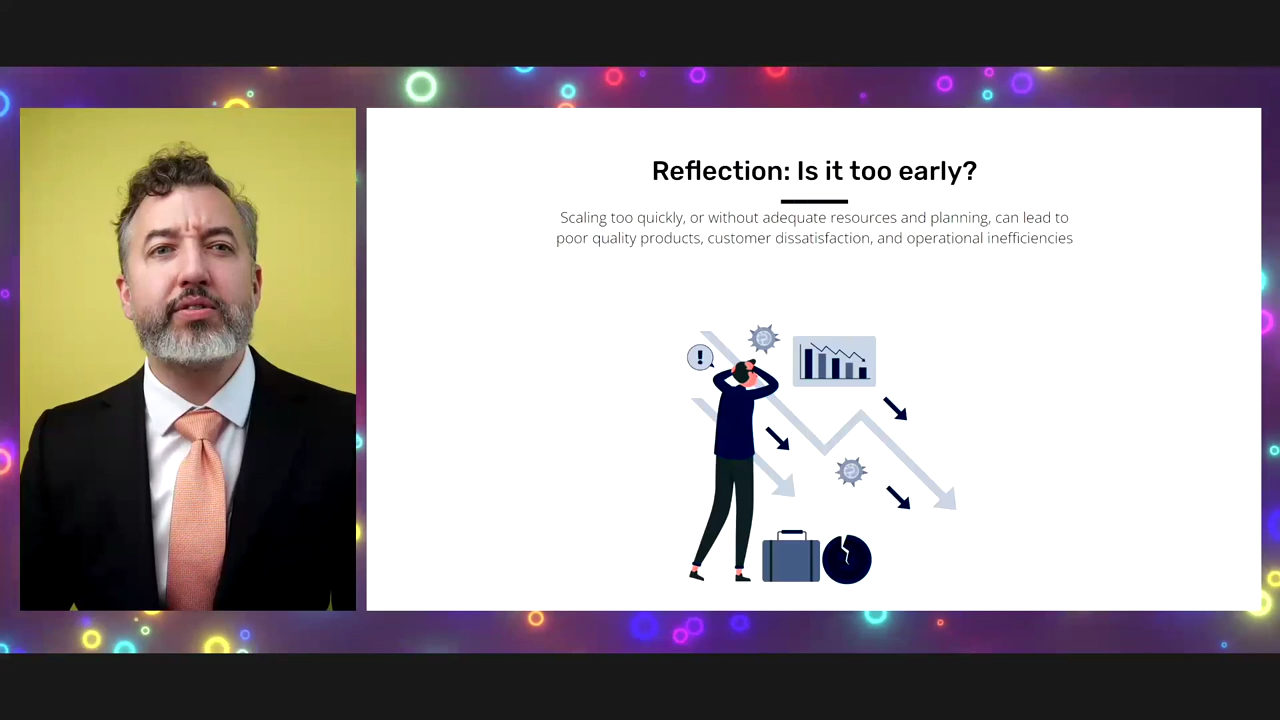 Reflection: Is it too early?
Scaling too quickly, or without adequate resources and planning, can lead to
poor quality products, customer dissatisfaction, and operational inefficiencies
!